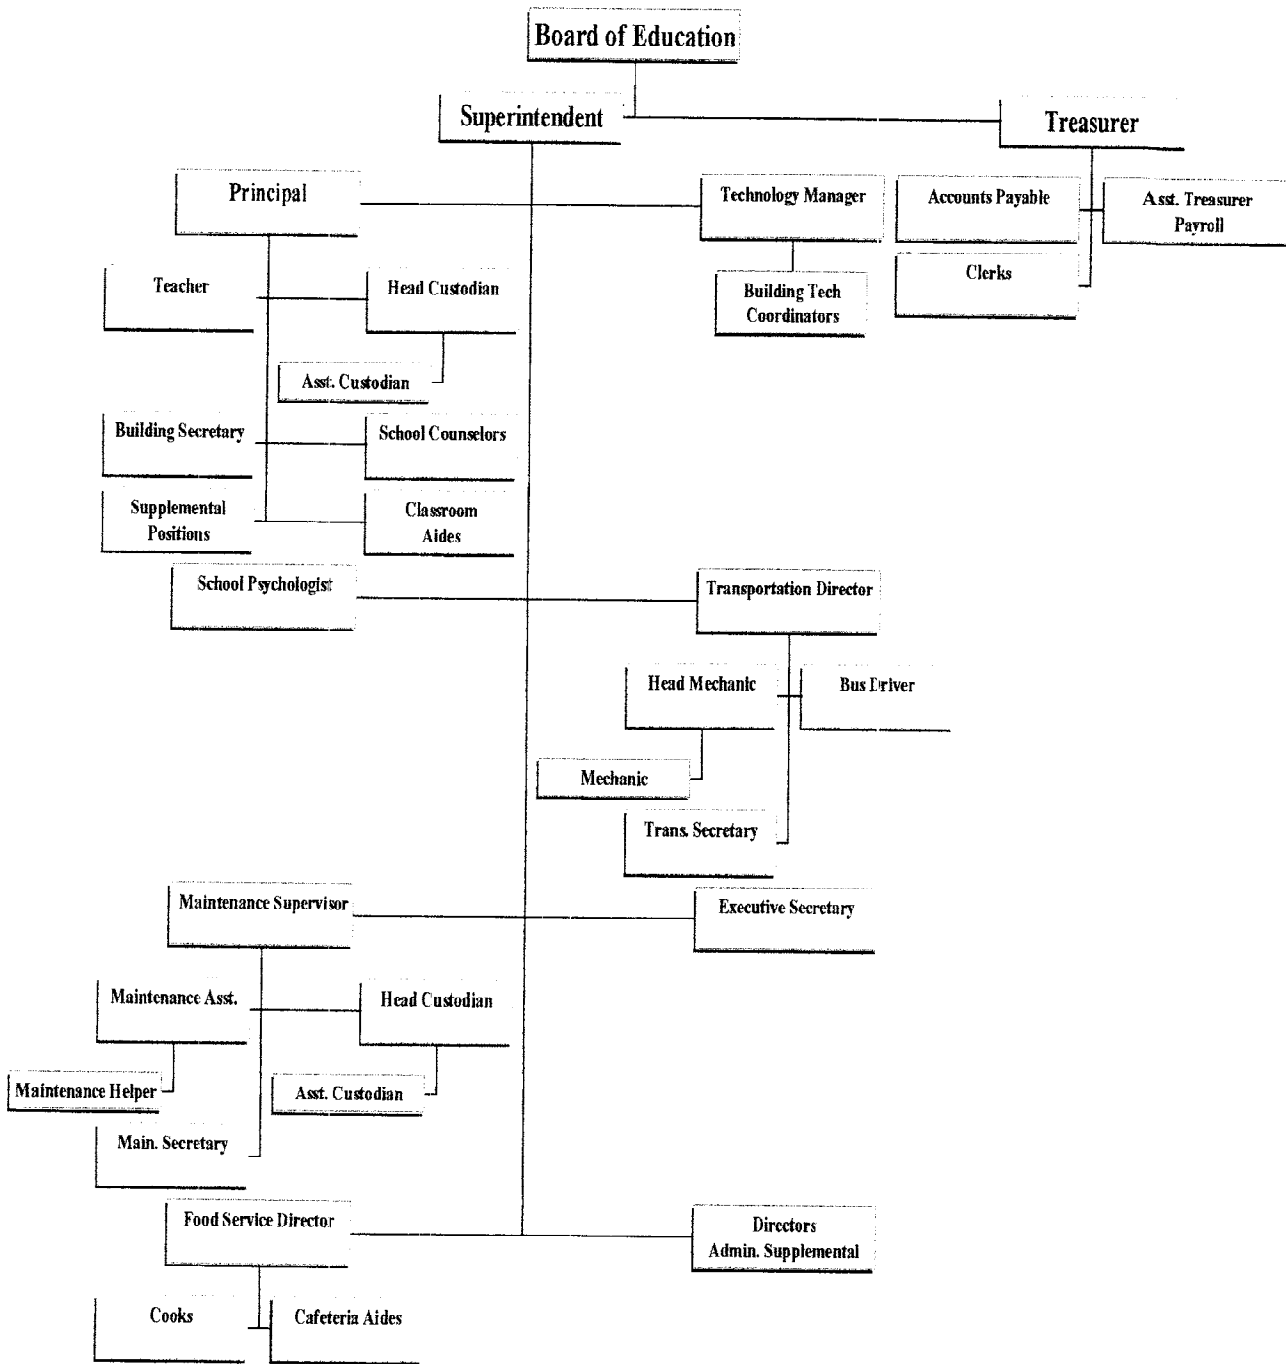 Board of Education
Superintendent
Treasurer
Principal
Technology Manager
Accounts Payable
Asst. Treasurer
Payroll
Teacher
Head Custodian
Building Tech
Coordinators
Clerks
Asst. Custodian
Building Secretary
School Counselors
Supplemental
Positions
Classroom
Aides
School Psychologist
Transportation Director
Head Mechanic
Bus Driver
Mechanic
Trans. Secretary
Maintenance Supervisor
Executive Secretary
Maintenance Asst.
Head Custodian
Maintenance Helper
Asst. Custodian
Main. Secretary
Food Service Director
Directors
Admin. Supplemental
Cooks
Cafeteria Aides